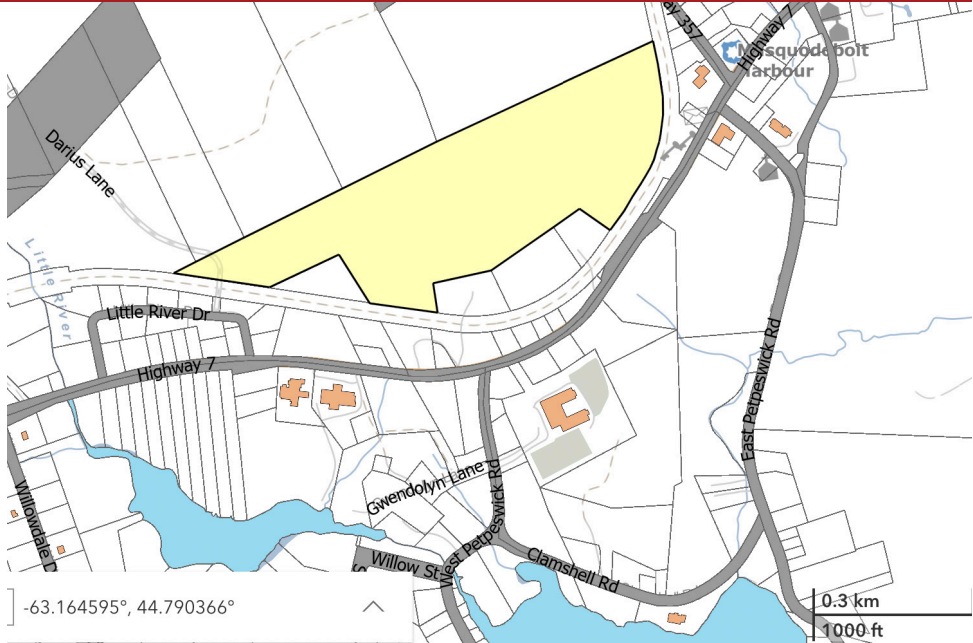 ay 357
Highway 7
Musquodoboit
Harbour
Darius Lane
Little River
Little River Dr
Highway 7
East Petpeswick Rd
Gwendolyn Lane
Willowdale D
West Petpeswick Rd
Willow St
S
Clamshell Rd
-63.164595°, 44.790366°
0.3 km
1000 ft